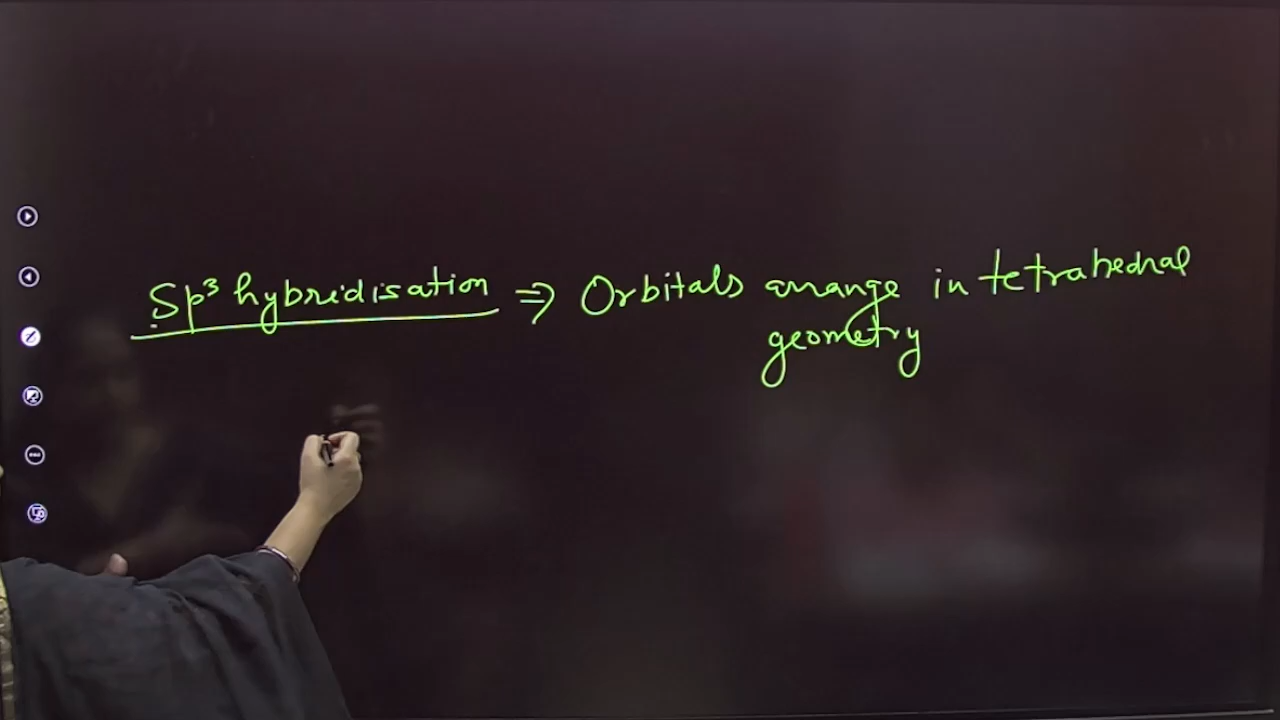 Sp³ hybridisation ⇒ Orbitals arrange in tetrahedral
geometry